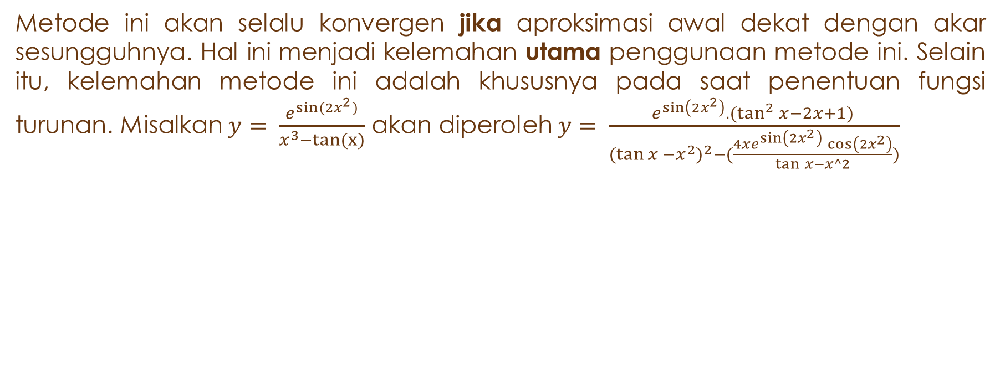 Metode ini akan selalu konvergen jika aproksimasi awal dekat dengan akar
sesungguhnya. Hal ini menjadi kelemahan utama penggunaan metode ini. Selain
itu, kelemahan metode ini adalah khususnya pada saat penentuan fungsi
turunan. Misalkan $y = \frac{e^{\sin(2x^2)}}{x^3-\tan(x)}$ akan diperoleh $y = \frac{e^{\sin(2x^2)}.(\tan^2 x-2x+1)}{(\tan x-x^2)^2-(\frac{4xe^{\sin(2x^2)}\cos(2x^2)}{\tan x-x\text{^}2})}$